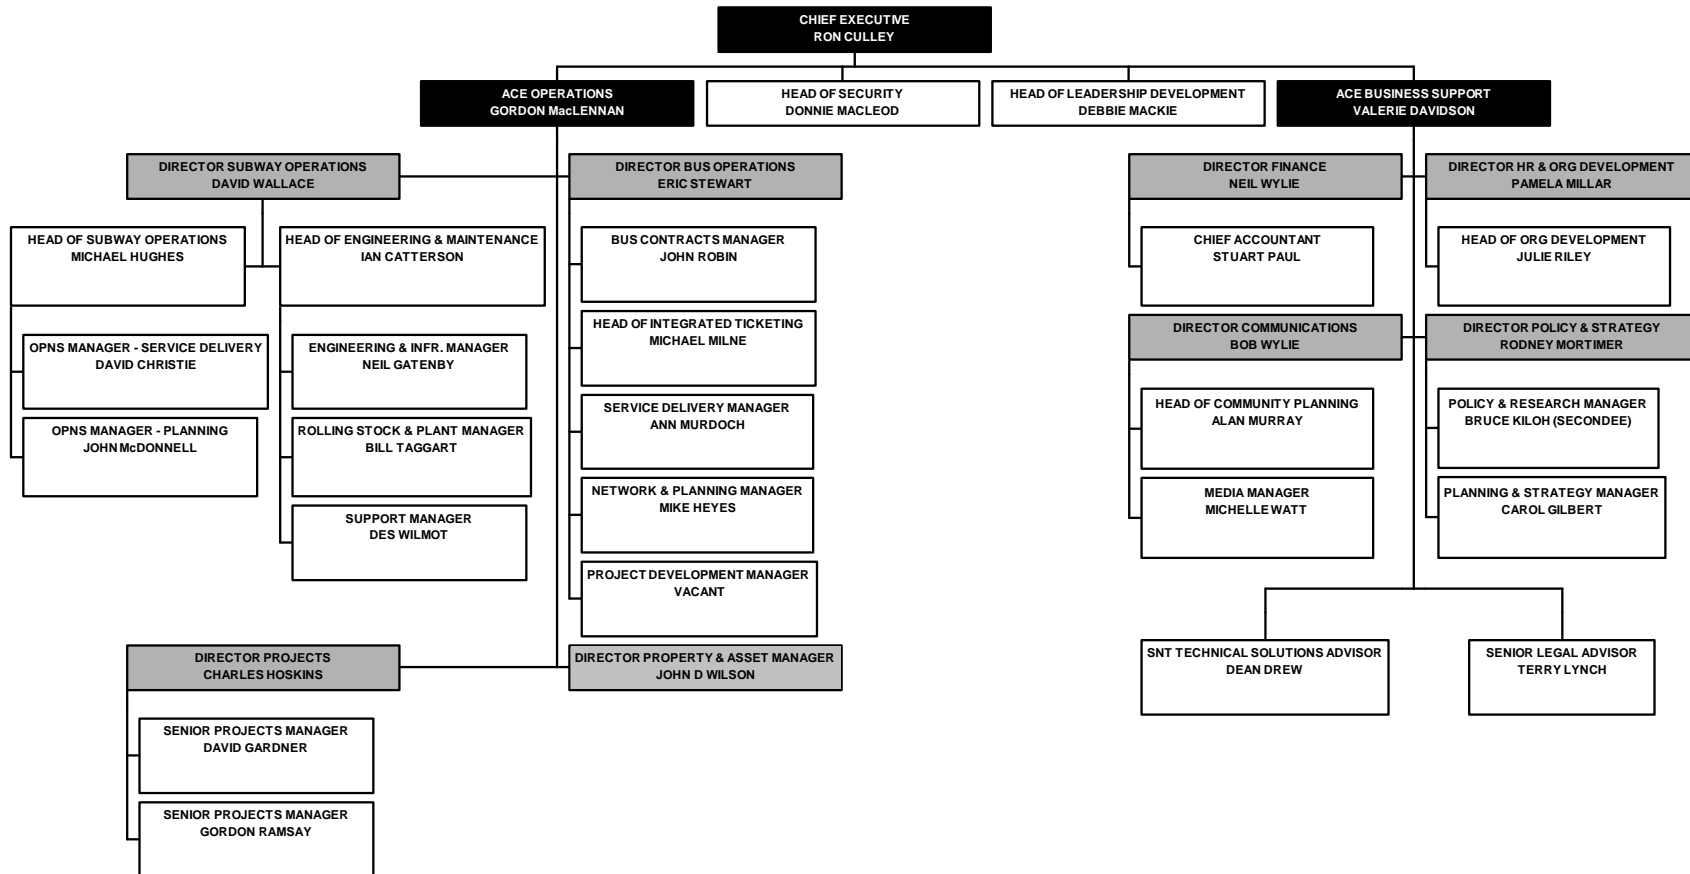 CHIEF EXECUTIVE
RON CULLEY
ACE OPERATIONS
GORDON MacLENNAN
HEAD OF SECURITY
DONNIE MACLEOD
HEAD OF LEADERSHIP DEVELOPMENT
DEBBIE MACKIE
ACE BUSINESS SUPPORT
VALERIE DAVIDSON
DIRECTOR SUBWAY OPERATIONS
DAVID WALLACE
DIRECTOR BUS OPERATIONS
ERIC STEWART
DIRECTOR FINANCE
NEIL WYLIE
DIRECTOR HR & ORG DEVELOPMENT
PAMELA MILLAR
HEAD OF SUBWAY OPERATIONS
MICHAEL HUGHES
HEAD OF ENGINEERING & MAINTENANCE
IAN CATTERSON
BUS CONTRACTS MANAGER
JOHN ROBIN
CHIEF ACCOUNTANT
STUART PAUL
HEAD OF ORG DEVELOPMENT
JULIE RILEY
OPNS MANAGER - SERVICE DELIVERY
DAVID CHRISTIE
ENGINEERING & INFR. MANAGER
NEIL GATENBY
HEAD OF INTEGRATED TICKETING
MICHAEL MILNE
DIRECTOR COMMUNICATIONS
BOB WYLIE
DIRECTOR POLICY & STRATEGY
RODNEY MORTIMER
OPNS MANAGER - PLANNING
JOHN McDONNELL
ROLLING STOCK & PLANT MANAGER
BILL TAGGART
SERVICE DELIVERY MANAGER
ANN MURDOCH
HEAD OF COMMUNITY PLANNING
ALAN MURRAY
POLICY & RESEARCH MANAGER
BRUCE KILOH (SECONDEE)
SUPPORT MANAGER
DES WILMOT
NETWORK & PLANNING MANAGER
MIKE HEYES
MEDIA MANAGER
MICHELLE WATT
PLANNING & STRATEGY MANAGER
CAROL GILBERT
PROJECT DEVELOPMENT MANAGER
VACANT
DIRECTOR PROJECTS
CHARLES HOSKINS
DIRECTOR PROPERTY & ASSET MANAGER
JOHN D WILSON
SNT TECHNICAL SOLUTIONS ADVISOR
DEAN DREW
SENIOR LEGAL ADVISOR
TERRY LYNCH
SENIOR PROJECTS MANAGER
DAVID GARDNER
SENIOR PROJECTS MANAGER
GORDON RAMSAY